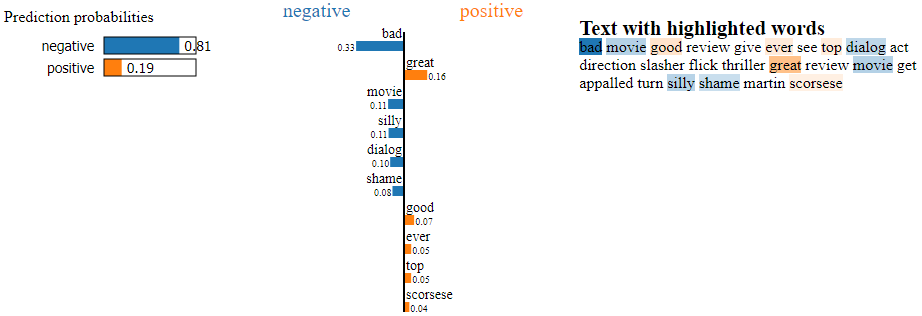 Prediction probabilities
negative 0.81
positive 0.19
negative positive
bad
0.33
great
0.16
movie
0.11
silly
0.11
dialog
0.10
shame
0.08
good
0.07
ever
0.05
top
0.05
scorsese
0.04
Text with highlighted words
bad movie good review give ever see top dialog act
direction slasher flick thriller great review movie get
appalled turn silly shame martin scorsese